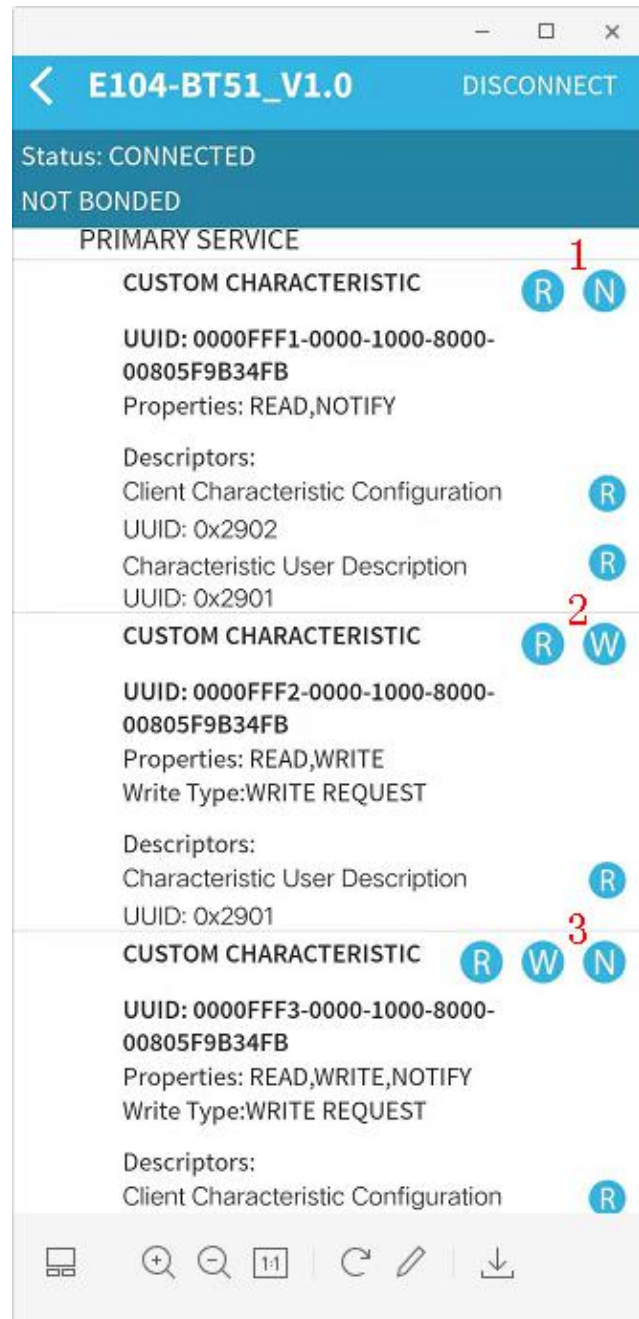 E104-BT51_V1.0 DISCONNECT
Status: CONNECTED
NOT BONDED
PRIMARY SERVICE
1
CUSTOM CHARACTERISTIC R N
UUID: 0000FFF1-0000-1000-8000-
00805F9B34FB
Properties: READ,NOTIFY
Descriptors:
Client Characteristic Configuration R
UUID: 0x2902
Characteristic User Description R
UUID: 0x2901
2
CUSTOM CHARACTERISTIC R W
UUID: 0000FFF2-0000-1000-8000-
00805F9B34FB
Properties: READ,WRITE
Write Type:WRITE REQUEST
Descriptors:
Characteristic User Description R
UUID: 0x2901
3
CUSTOM CHARACTERISTIC R W N
UUID: 0000FFF3-0000-1000-8000-
00805F9B34FB
Properties: READ,WRITE,NOTIFY
Write Type:WRITE REQUEST
Descriptors:
Client Characteristic Configuration R
1:1